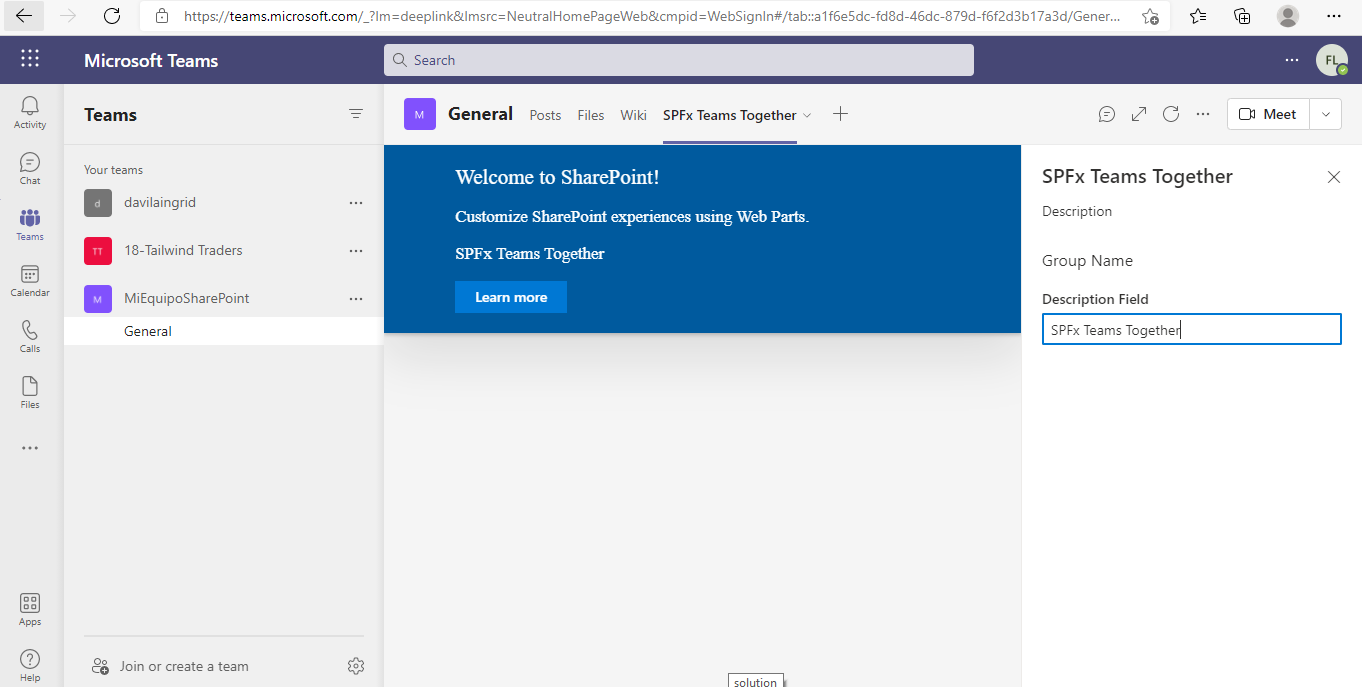 https://teams.microsoft.com/_?lm=deeplink&lmsrc=NeutralHomePageWeb&cmpid=WebSignIn#/tab::a1f6e5dc-fd8d-46dc-879d-f6f2d3b17a3d/Gener...
Microsoft Teams
Search
FL
Activity
Chat
Teams
Calendar
Calls
Files
Apps
Help
Teams
Your teams
d davilaingrid
TT 18-Tailwind Traders
M MiEquipoSharePoint
General
Join or create a team
M General Posts Files Wiki SPFx Teams Together
Meet
Welcome to SharePoint!
Customize SharePoint experiences using Web Parts.
SPFx Teams Together
Learn more
solution
SPFx Teams Together
Description
Group Name
Description Field
SPFx Teams Together